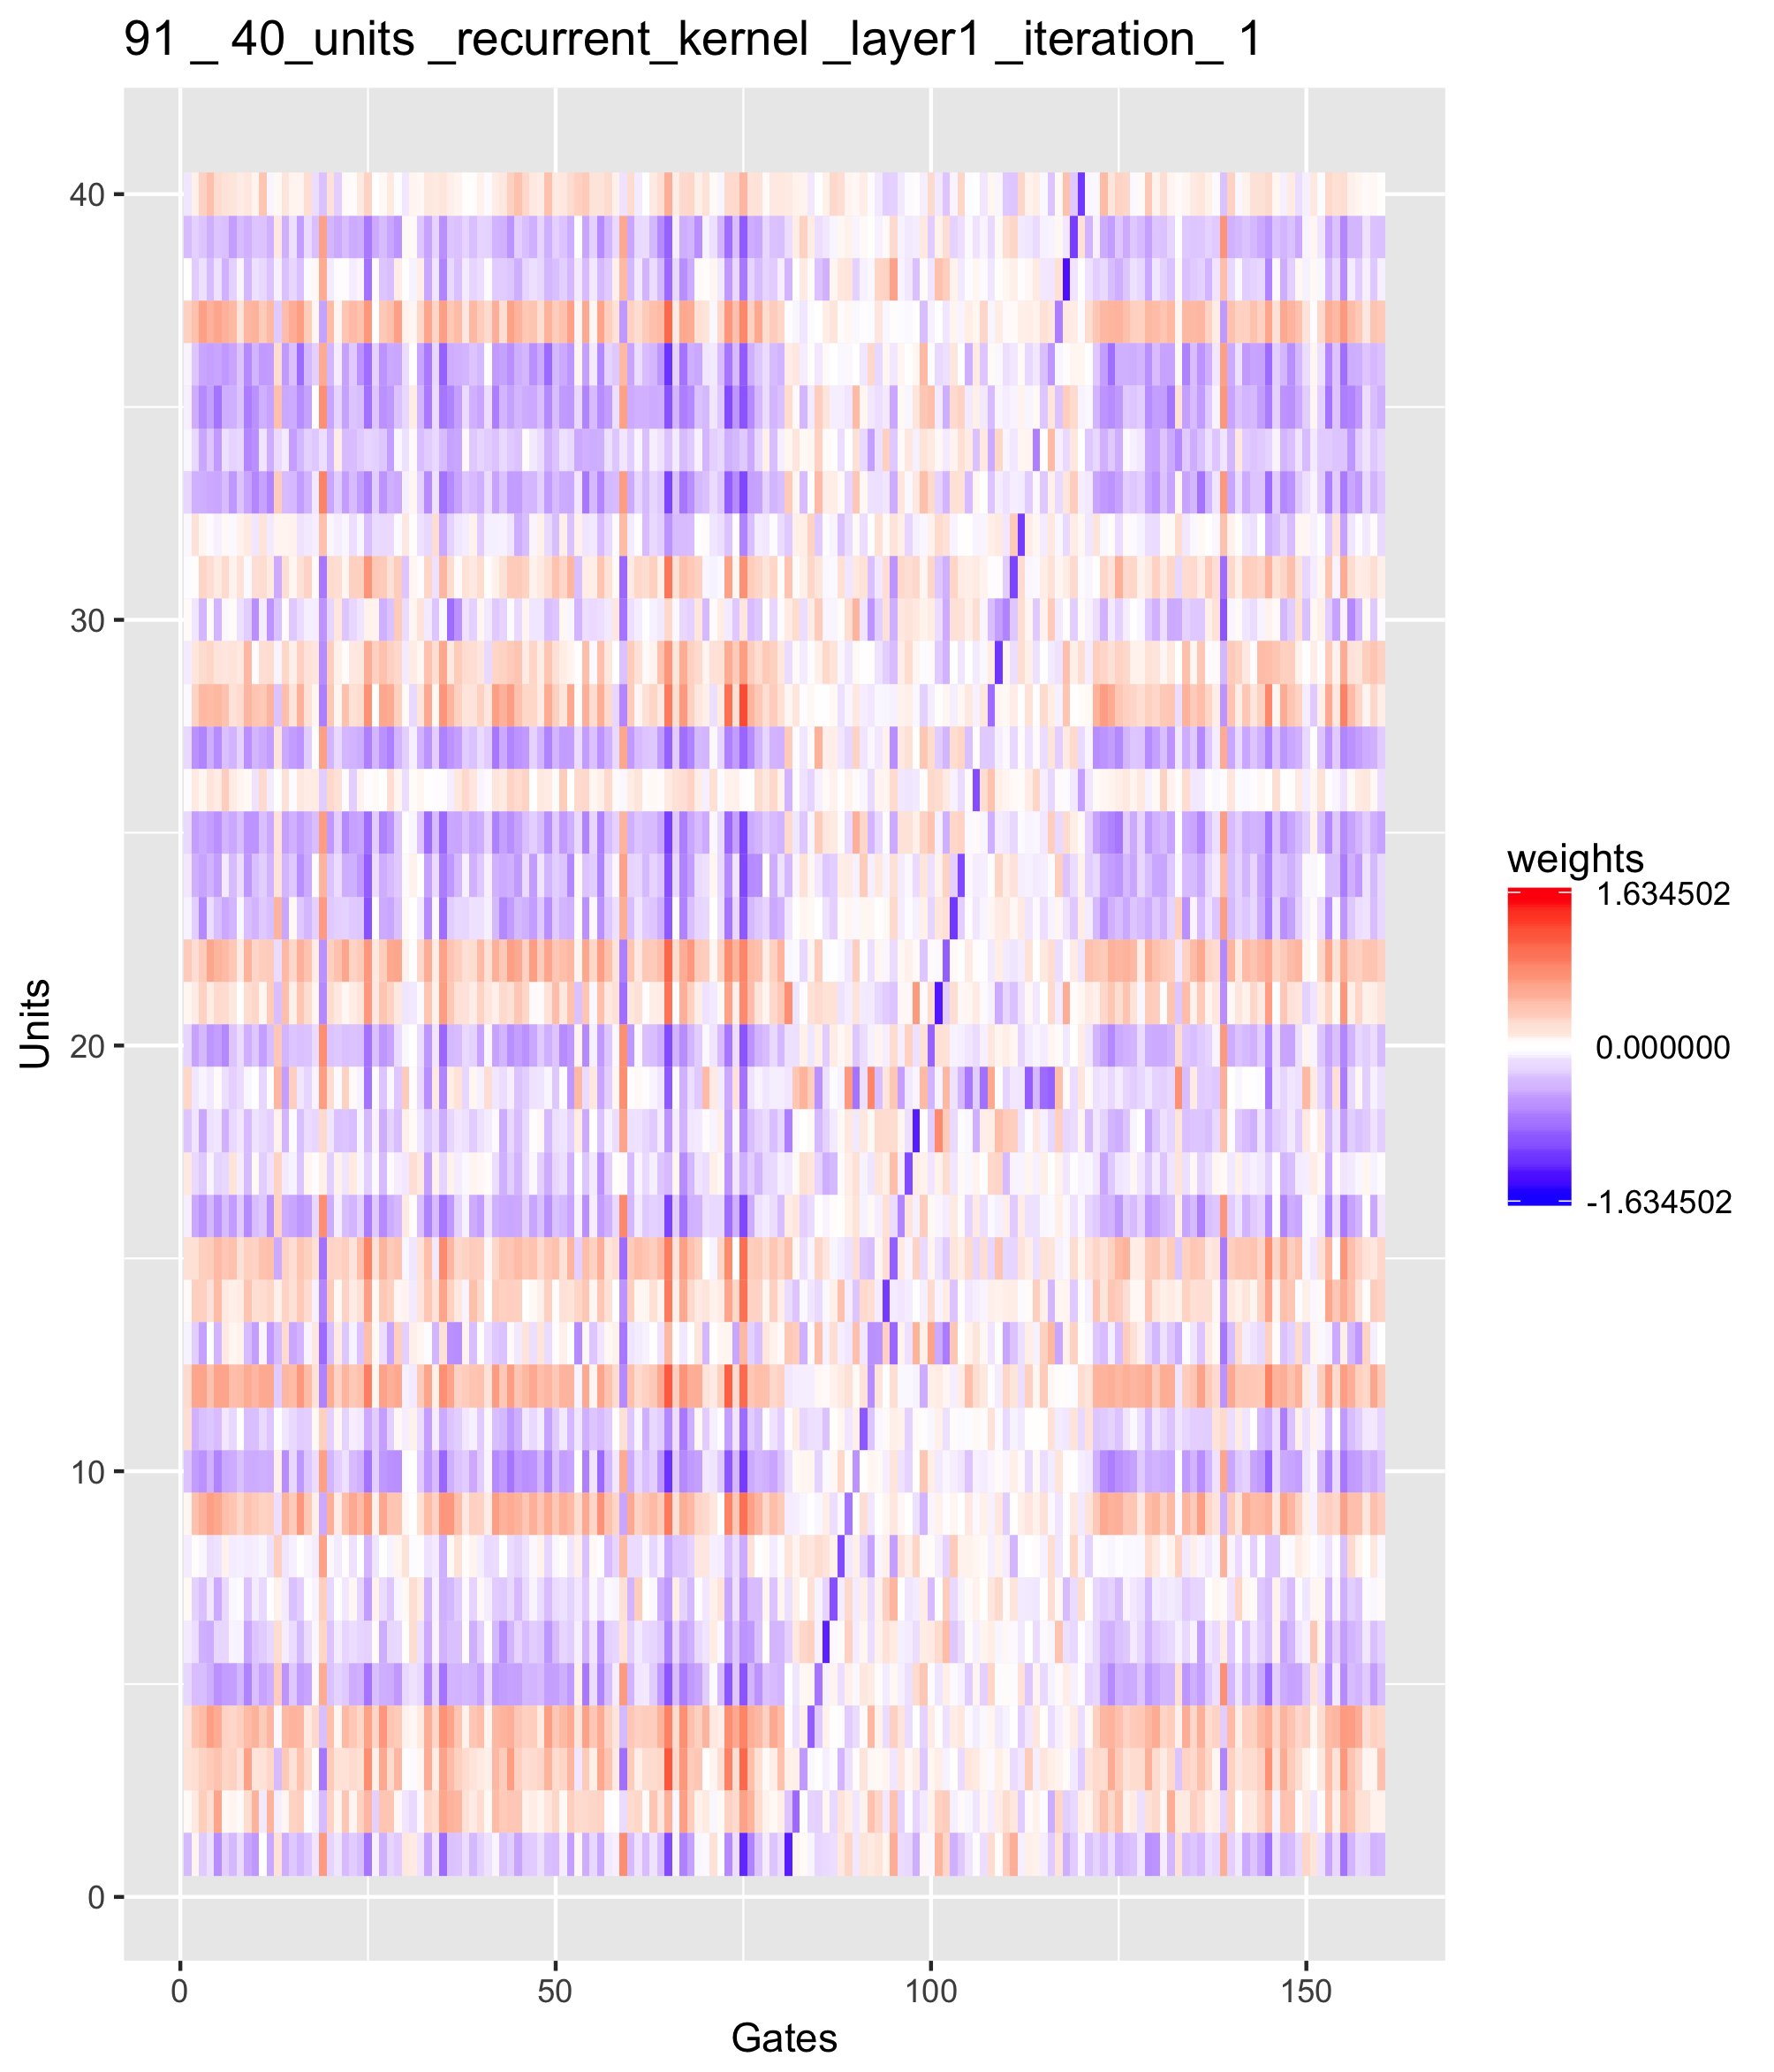 91 _ 40_units _recurrent_kernel _layer1 _iteration_ 1
40
30
20
10
0
Units
0 50 100 150
Gates
weights
1.634502
0.000000
-1.634502